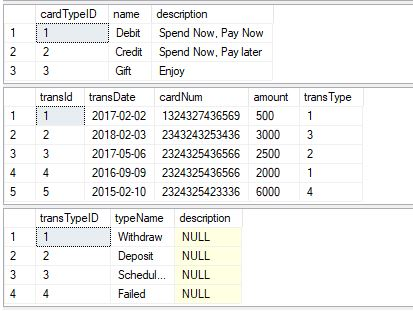 cardTypeID name description
1 1 Debit Spend Now, Pay Now
2 2 Credit Spend Now, Pay later
3 3 Gift Enjoy
transId transDate cardNum amount transType
1 1 2017-02-02 1324327436569 500 1
2 2 2018-02-03 2343243253436 3000 3
3 3 2017-05-06 2324325436566 2500 2
4 4 2016-09-09 2324325436566 2000 1
5 5 2015-02-10 2324325423336 6000 4
transTypeID typeName description
1 1 Withdraw NULL
2 2 Deposit NULL
3 3 Schedul... NULL
4 4 Failed NULL